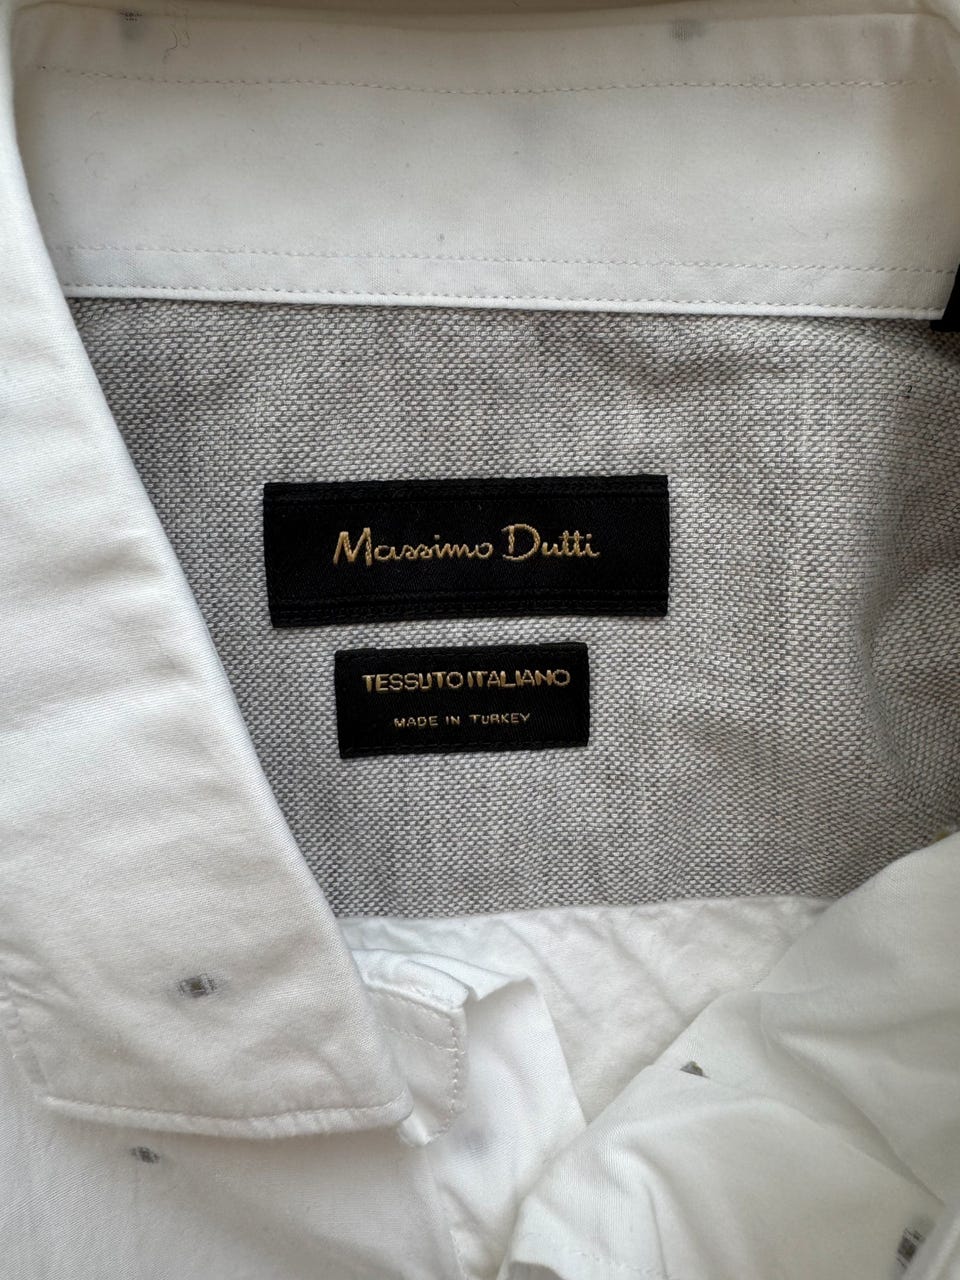 Massimo Dutti
TESSUTO ITALIANO
MADE IN TURKEY